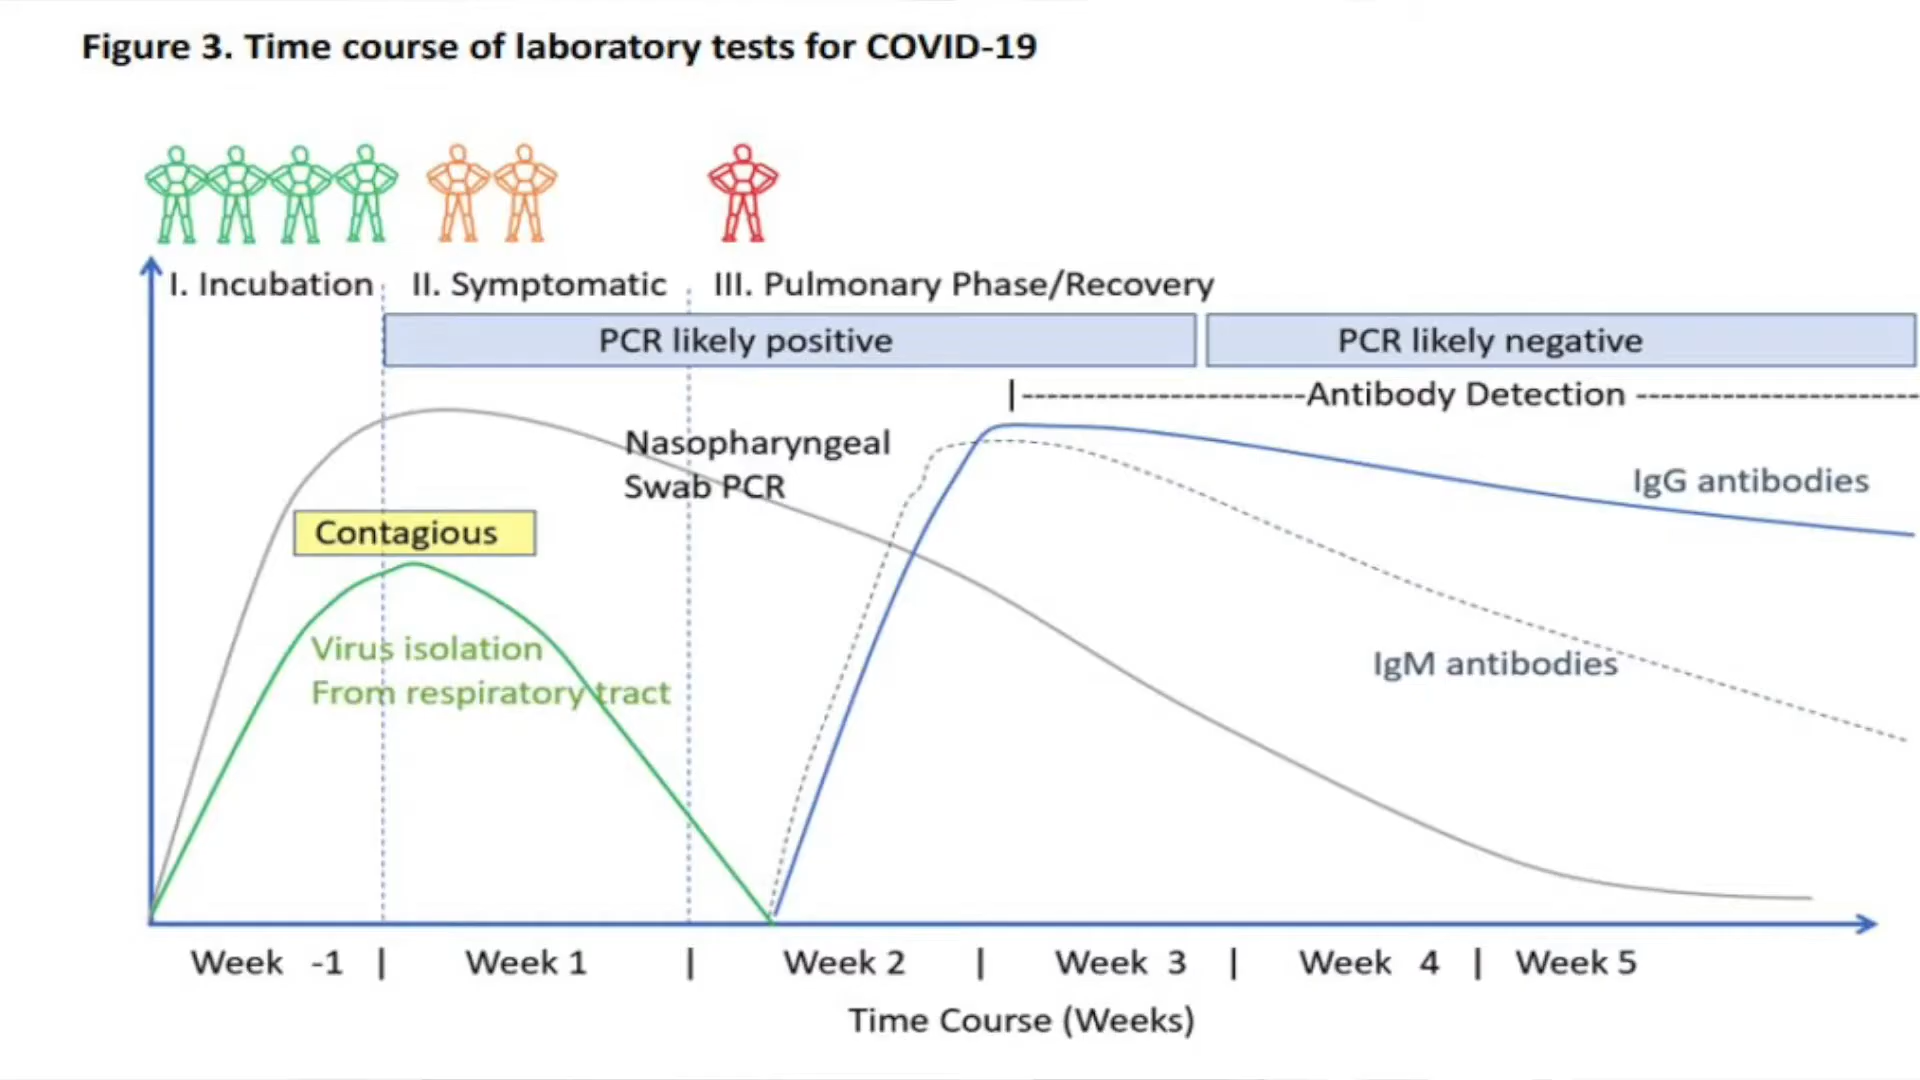 Figure 3. Time course of laboratory tests for COVID-19
I. Incubation
II. Symptomatic
III. Pulmonary Phase/Recovery
PCR likely positive
PCR likely negative
Antibody Detection
Nasopharyngeal
Swab PCR
IgG antibodies
Contagious
Virus isolation
From respiratory tract
IgM antibodies
Week -1 | Week 1 | Week 2 | Week 3 | Week 4 | Week 5
Time Course (Weeks)